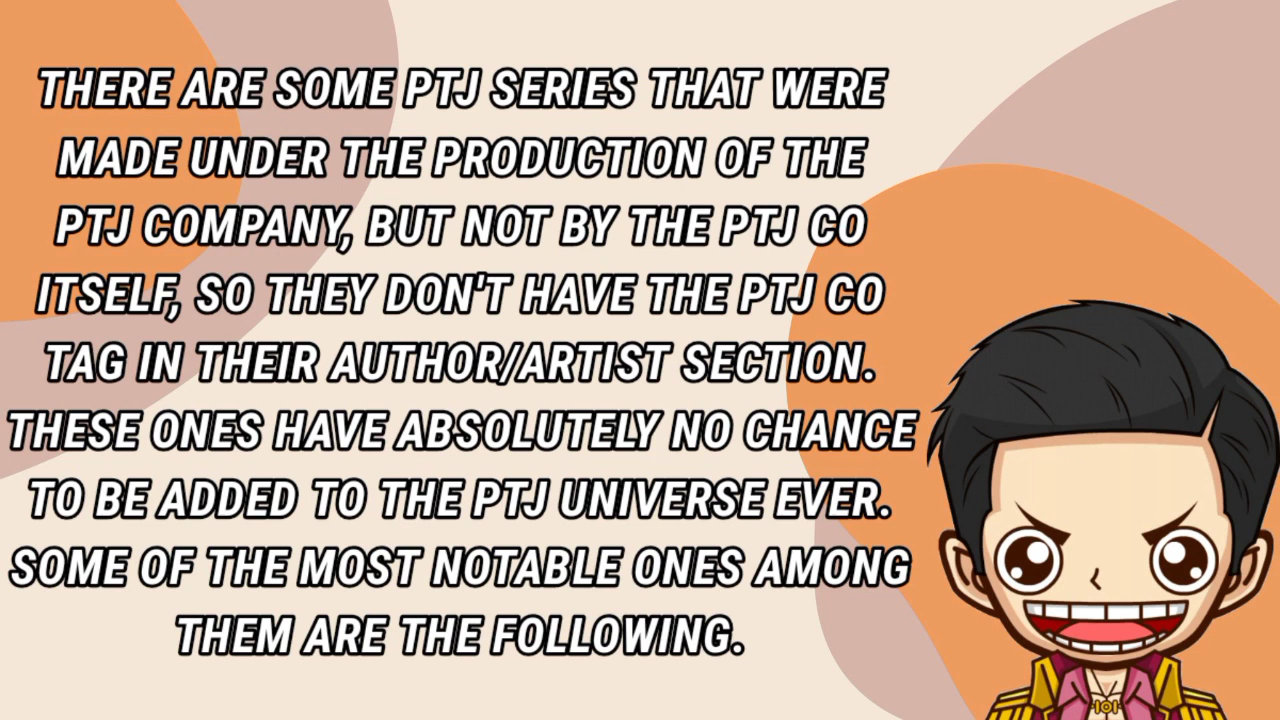 THERE ARE SOME PTJ SERIES THAT WERE
MADE UNDER THE PRODUCTION OF THE
PTJ COMPANY, BUT NOT BY THE PTJ CO
ITSELF, SO THEY DON'T HAVE THE PTJ CO
TAG IN THEIR AUTHOR/ARTIST SECTION.
THESE ONES HAVE ABSOLUTELY NO CHANCE
TO BE ADDED TO THE PTJ UNIVERSE EVER.
SOME OF THE MOST NOTABLE ONES AMONG
THEM ARE THE FOLLOWING.